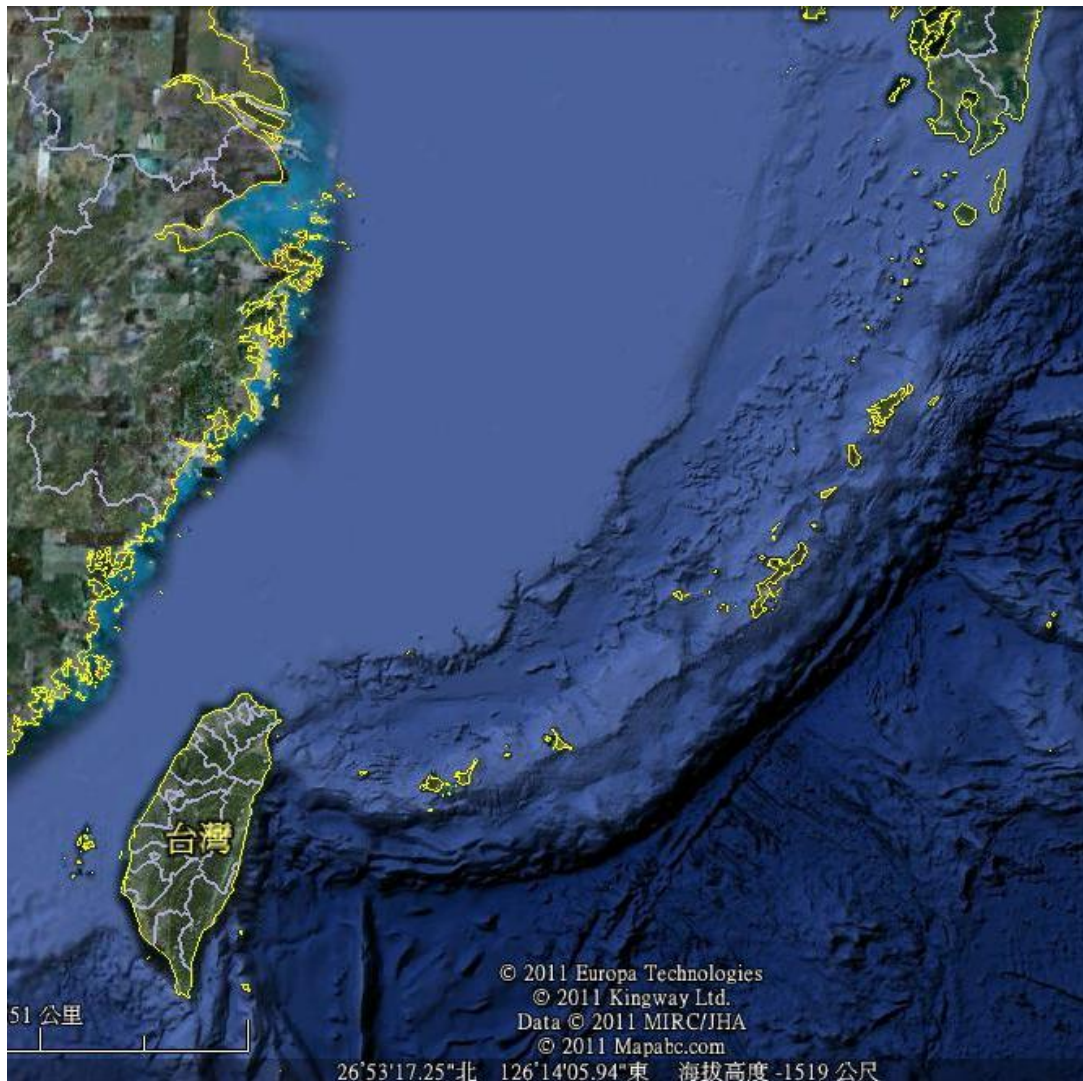 台灣
© 2011 Europa Technologies
© 2011 Kingway Ltd.
Data © 2011 MIRC/JHA
© 2011 Mapabc.com
51 公里
26°53'17.25"北 126°14'05.94"東 海拔高度 -1519 公尺